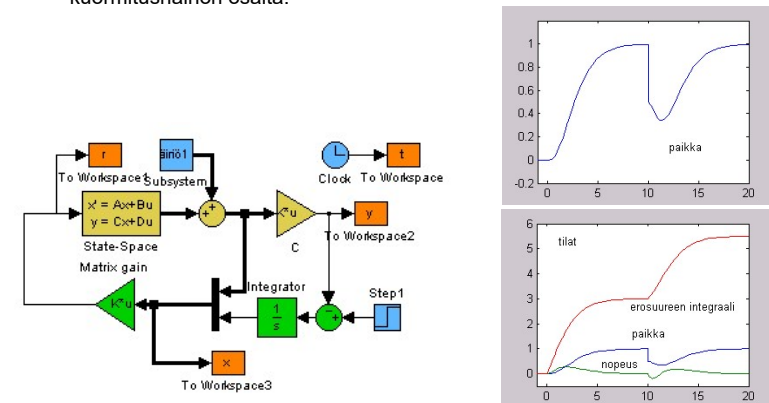 kuormitushäiriön osalta.
r
To Workspace1
Subsystem
Clock
t
To Workspace
x' = Ax+Bu
y = Cx+Du
State-Space
C
y
To Workspace2
Matrix gain
K*u
Integrator
1
s
Step1
x
To Workspace3
1
0.8
0.6
0.4
0.2
0
-0.2
paikka
0 5 10 15 20
6
5
4
3
2
1
0
tilat
erosuureen integraali
paikka
nopeus
0 5 10 15 20